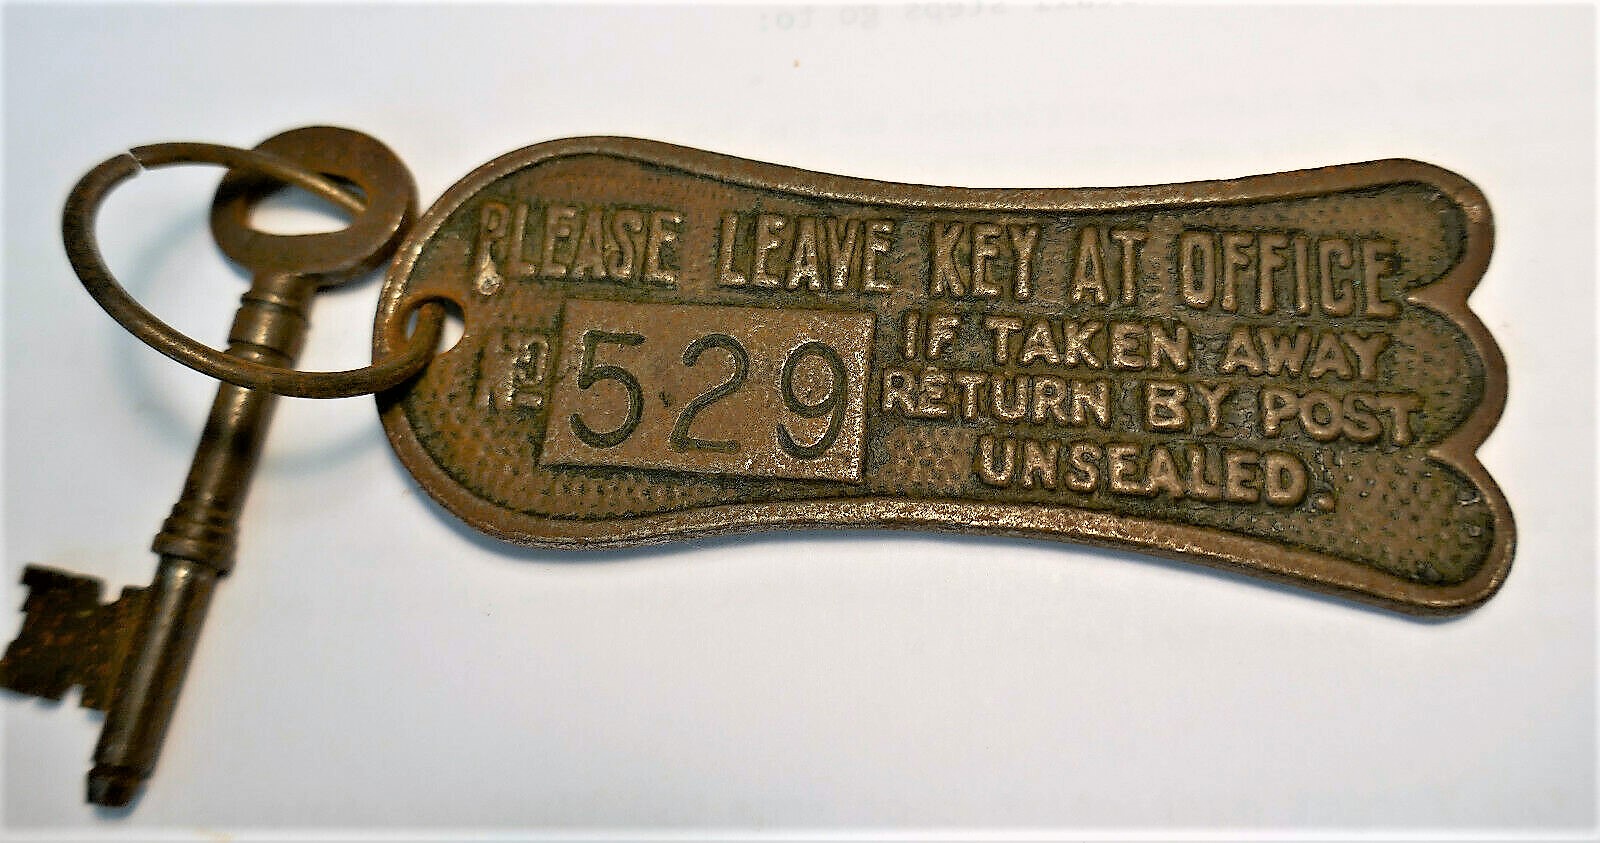 PLEASE LEAVE KEY AT OFFICE
No 529
IF TAKEN AWAY
RETURN BY POST
UNSEALED.